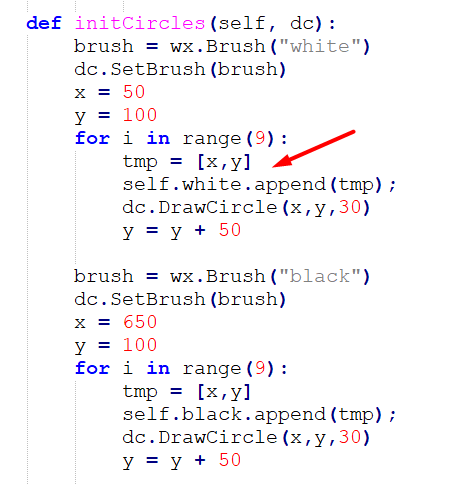 def initCircles(self, dc):
    brush = wx.Brush("white")
    dc.SetBrush(brush)
    x = 50
    y = 100
    for i in range(9):
        tmp = [x,y]
        self.white.append(tmp);
        dc.DrawCircle(x,y,30)
        y = y + 50

    brush = wx.Brush("black")
    dc.SetBrush(brush)
    x = 650
    y = 100
    for i in range(9):
        tmp = [x,y]
        self.black.append(tmp);
        dc.DrawCircle(x,y,30)
        y = y + 50